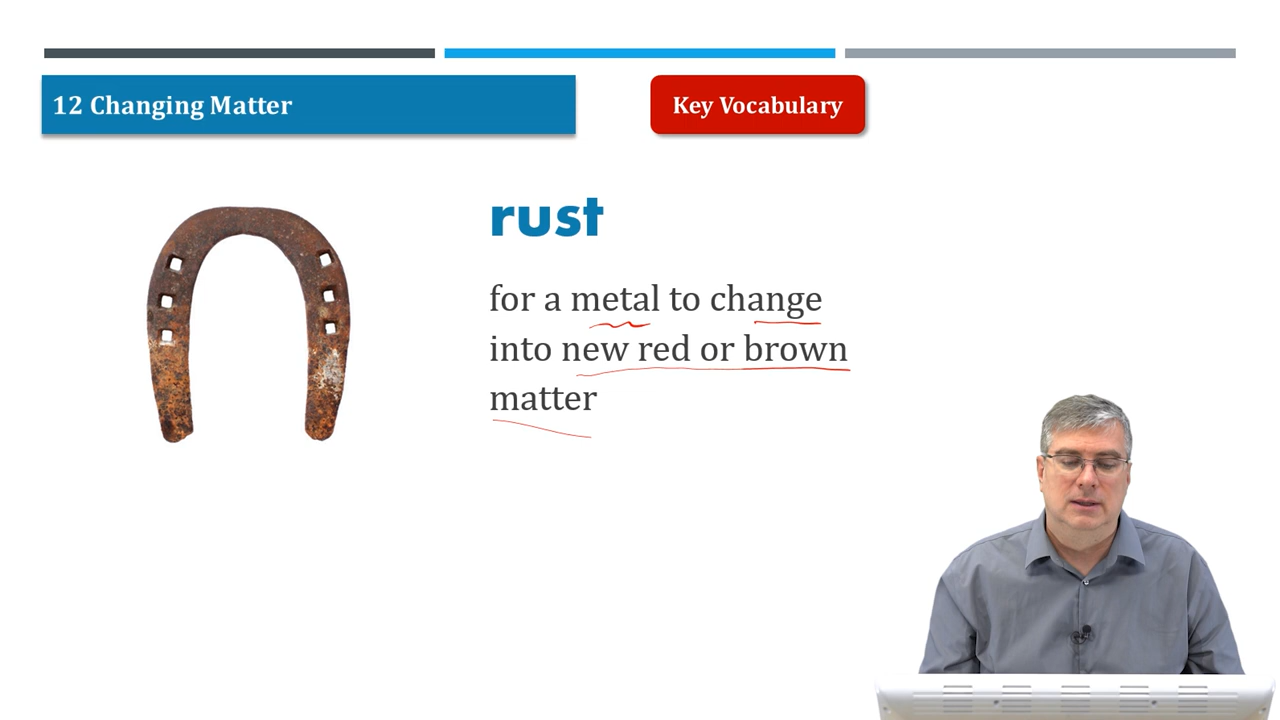 12 Changing Matter
Key Vocabulary
rust
for a metal to change
into new red or brown
matter